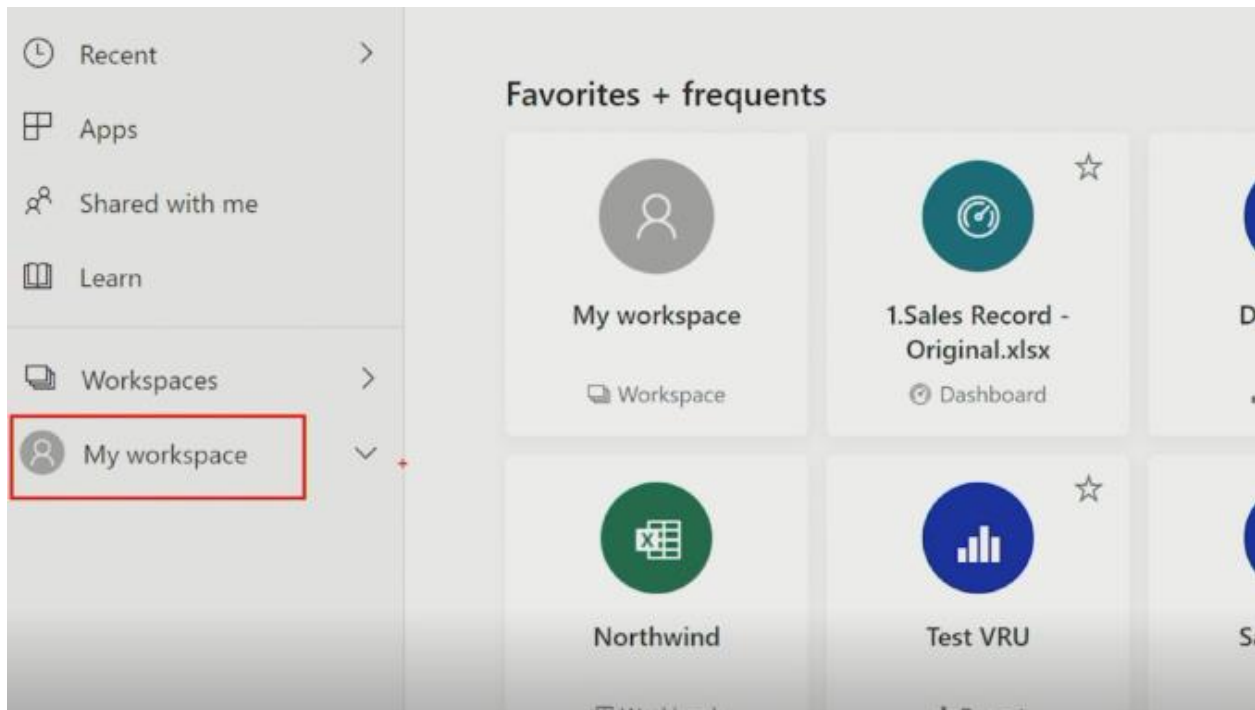 Recent
Apps
Shared with me
Learn
Workspaces
My workspace
Favorites + frequents
My workspace
Workspace
1.Sales Record -
Original.xlsx
Dashboard
D
Northwind
Test VRU
Sa